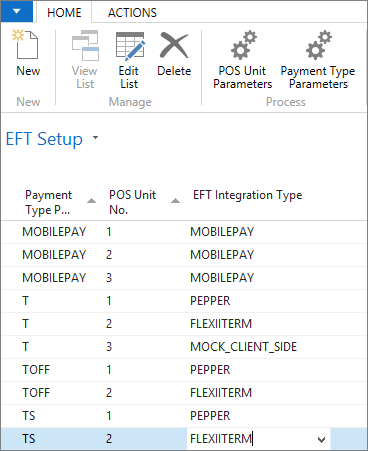 HOME ACTIONS
New View List Edit List Delete POS Unit Parameters Payment Type Parameters
New Manage Process
EFT Setup
Payment Type P... POS Unit No. EFT Integration Type
MOBILEPAY 1 MOBILEPAY
MOBILEPAY 2 MOBILEPAY
MOBILEPAY 3 MOBILEPAY
T 1 PEPPER
T 2 FLEXIITERM
T 3 MOCK_CLIENT_SIDE
TOFF 1 PEPPER
TOFF 2 FLEXIITERM
TS 1 PEPPER
TS 2 FLEXIITERM